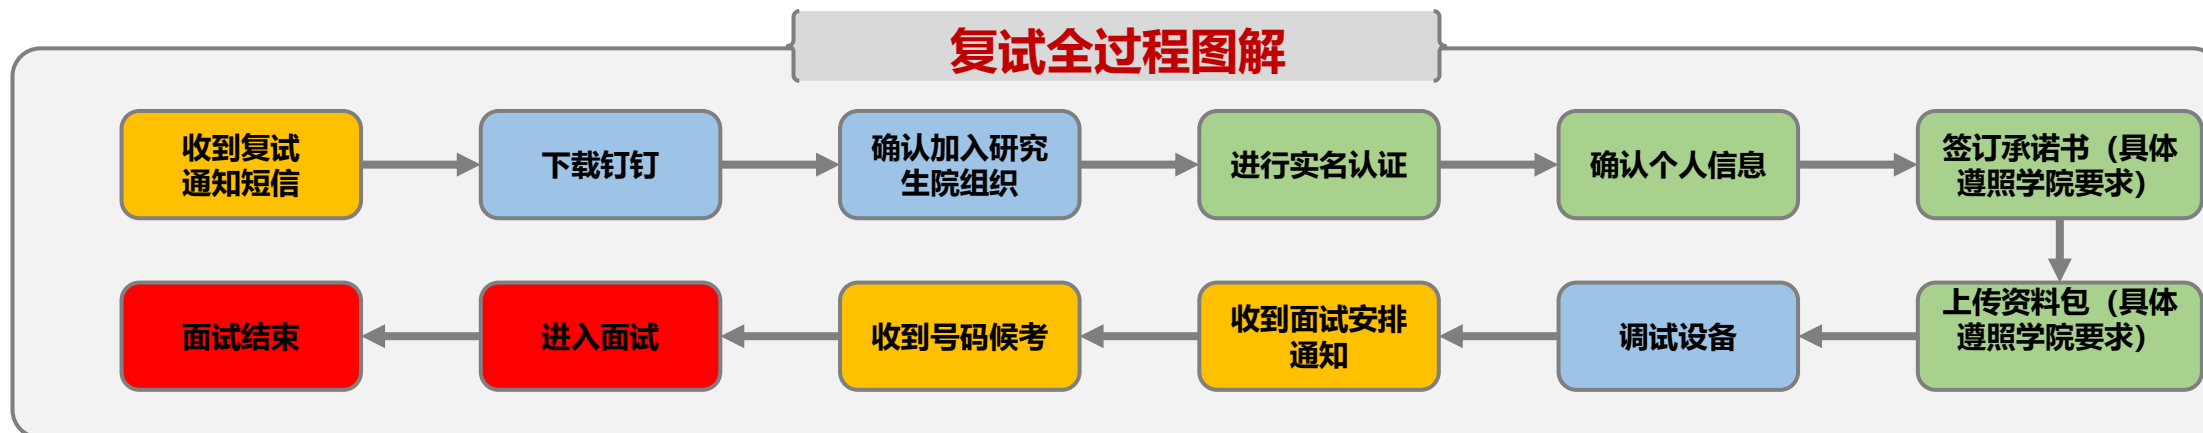 复试全过程图解
收到复试
通知短信
下载钉钉
确认加入研究
生院组织
进行实名认证
确认个人信息
签订承诺书（具体
遵照学院要求）
上传资料包（具体
遵照学院要求）
调试设备
收到面试安排
通知
收到号码候考
进入面试
面试结束